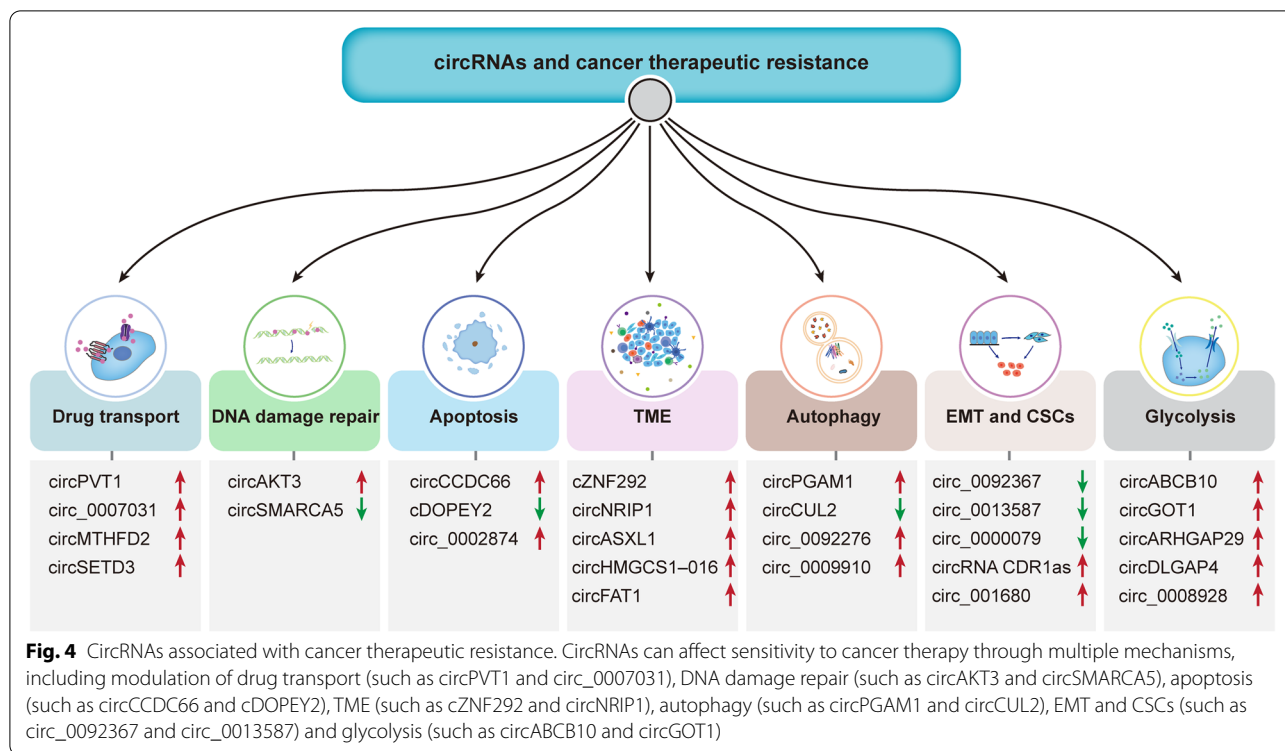 circRNAs and cancer therapeutic resistance
Drug transport
circPVT1
circ_0007031
circMTHFD2
circSETD3
DNA damage repair
circAKT3
circSMARCA5
Apoptosis
circCCDC66
cDOPEY2
circ_0002874
TME
cZNF292
circNRIP1
circASXL1
circHMGCS1–016
circFAT1
Autophagy
circPGAM1
circCUL2
circ_0092276
circ_0009910
EMT and CSCs
circ_0092367
circ_0013587
circ_0000079
circRNA CDR1as
circ_001680
Glycolysis
circABCB10
circGOT1
circARHGAP29
circDLGAP4
circ_0008928
Fig. 4 CircRNAs associated with cancer therapeutic resistance. CircRNAs can affect sensitivity to cancer therapy through multiple mechanisms,
including modulation of drug transport (such as circPVT1 and circ_0007031), DNA damage repair (such as circAKT3 and circSMARCA5), apoptosis
(such as circCCDC66 and cDOPEY2), TME (such as cZNF292 and circNRIP1), autophagy (such as circPGAM1 and circCUL2), EMT and CSCs (such as
circ_0092367 and circ_0013587) and glycolysis (such as circABCB10 and circGOT1)